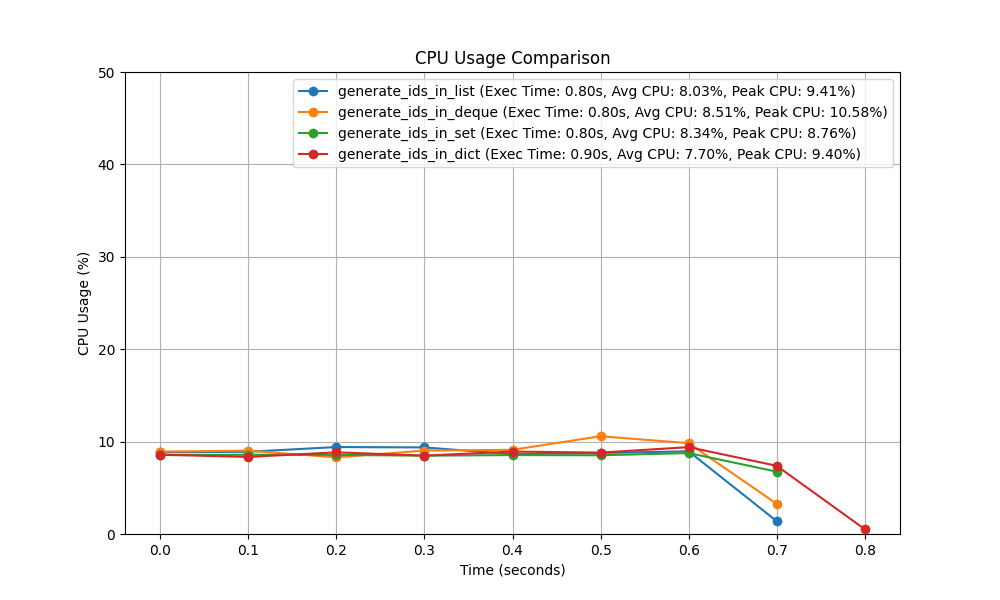 CPU Usage Comparison
generate_ids_in_list (Exec Time: 0.80s, Avg CPU: 8.03%, Peak CPU: 9.41%)
generate_ids_in_deque (Exec Time: 0.80s, Avg CPU: 8.51%, Peak CPU: 10.58%)
generate_ids_in_set (Exec Time: 0.80s, Avg CPU: 8.34%, Peak CPU: 8.76%)
generate_ids_in_dict (Exec Time: 0.90s, Avg CPU: 7.70%, Peak CPU: 9.40%)
50
40
30
20
10
0
CPU Usage (%)
0.0 0.1 0.2 0.3 0.4 0.5 0.6 0.7 0.8
Time (seconds)